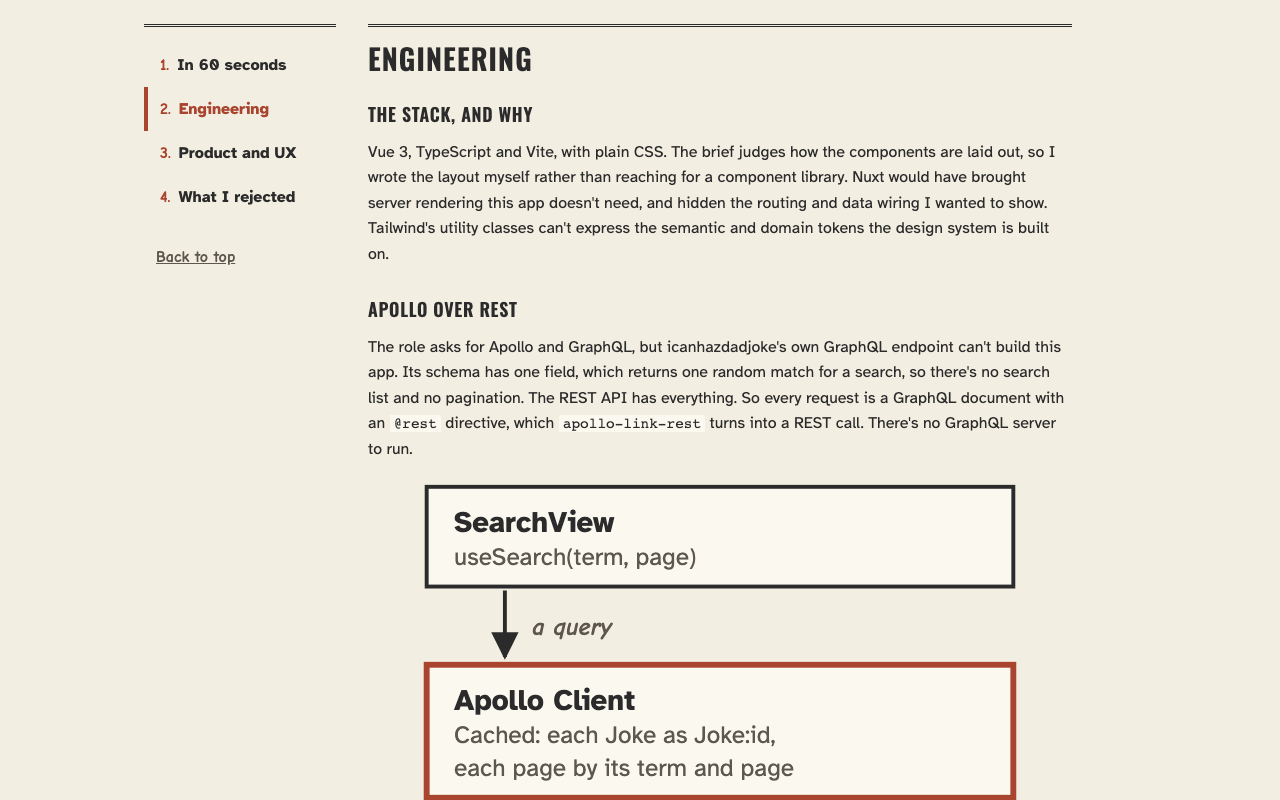 1. In 60 seconds
2. Engineering
3. Product and UX
4. What I rejected
Back to top
ENGINEERING
THE STACK, AND WHY
Vue 3, TypeScript and Vite, with plain CSS. The brief judges how the components are laid out, so I
wrote the layout myself rather than reaching for a component library. Nuxt would have brought
server rendering this app doesn't need, and hidden the routing and data wiring I wanted to show.
Tailwind's utility classes can't express the semantic and domain tokens the design system is built
on.
APOLLO OVER REST
The role asks for Apollo and GraphQL, but icanhazdadjoke's own GraphQL endpoint can't build this
app. Its schema has one field, which returns one random match for a search, so there's no search
list and no pagination. The REST API has everything. So every request is a GraphQL document with
an @rest directive, which apollo-link-rest turns into a REST call. There's no GraphQL server
to run.
SearchView
useSearch(term, page)
a query
Apollo Client
Cached: each Joke as Joke:id,
each page by its term and page